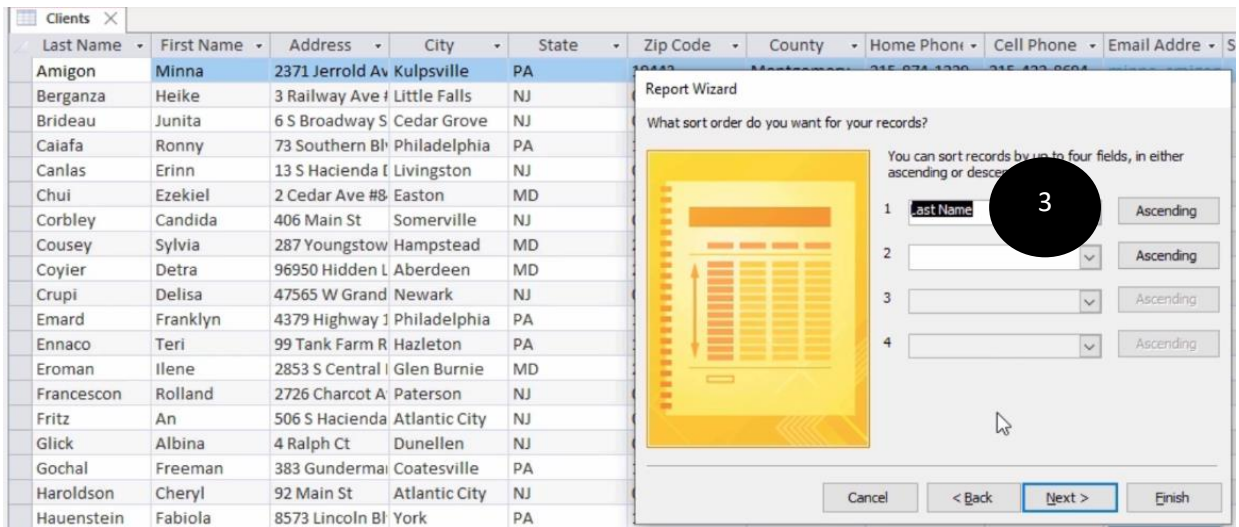 Clients
Last Name First Name Address City State Zip Code County Home Phone Cell Phone Email Addre S
Amigon Minna 2371 Jerrold Av Kulpsville PA
Berganza Heike 3 Railway Ave # Little Falls NJ
Brideau Junita 6 S Broadway S Cedar Grove NJ
Caiafa Ronny 73 Southern Bl Philadelphia PA
Canlas Erinn 13 S Hacienda Livingston NJ
Chui Ezekiel 2 Cedar Ave #8 Easton MD
Corbley Candida 406 Main St Somerville NJ
Cousey Sylvia 287 Youngstow Hampstead MD
Coyier Detra 96950 Hidden L Aberdeen MD
Crupi Delisa 47565 W Grand Newark NJ
Emard Franklyn 4379 Highway 1 Philadelphia PA
Ennaco Teri 99 Tank Farm R Hazleton PA
Eroman Ilene 2853 S Central Glen Burnie MD
Francescon Rolland 2726 Charcot A Paterson NJ
Fritz An 506 S Hacienda Atlantic City NJ
Glick Albina 4 Ralph Ct Dunellen NJ
Gochal Freeman 383 Gunderma Coatesville PA
Haroldson Cheryl 92 Main St Atlantic City NJ
Hauenstein Fabiola 8573 Lincoln Bl York PA
Report Wizard
What sort order do you want for your records?
You can sort records by up to four fields, in either
ascending or descen
3
1 Last Name Ascending
2 Ascending
3 Ascending
4 Ascending
Cancel < Back Next > Finish